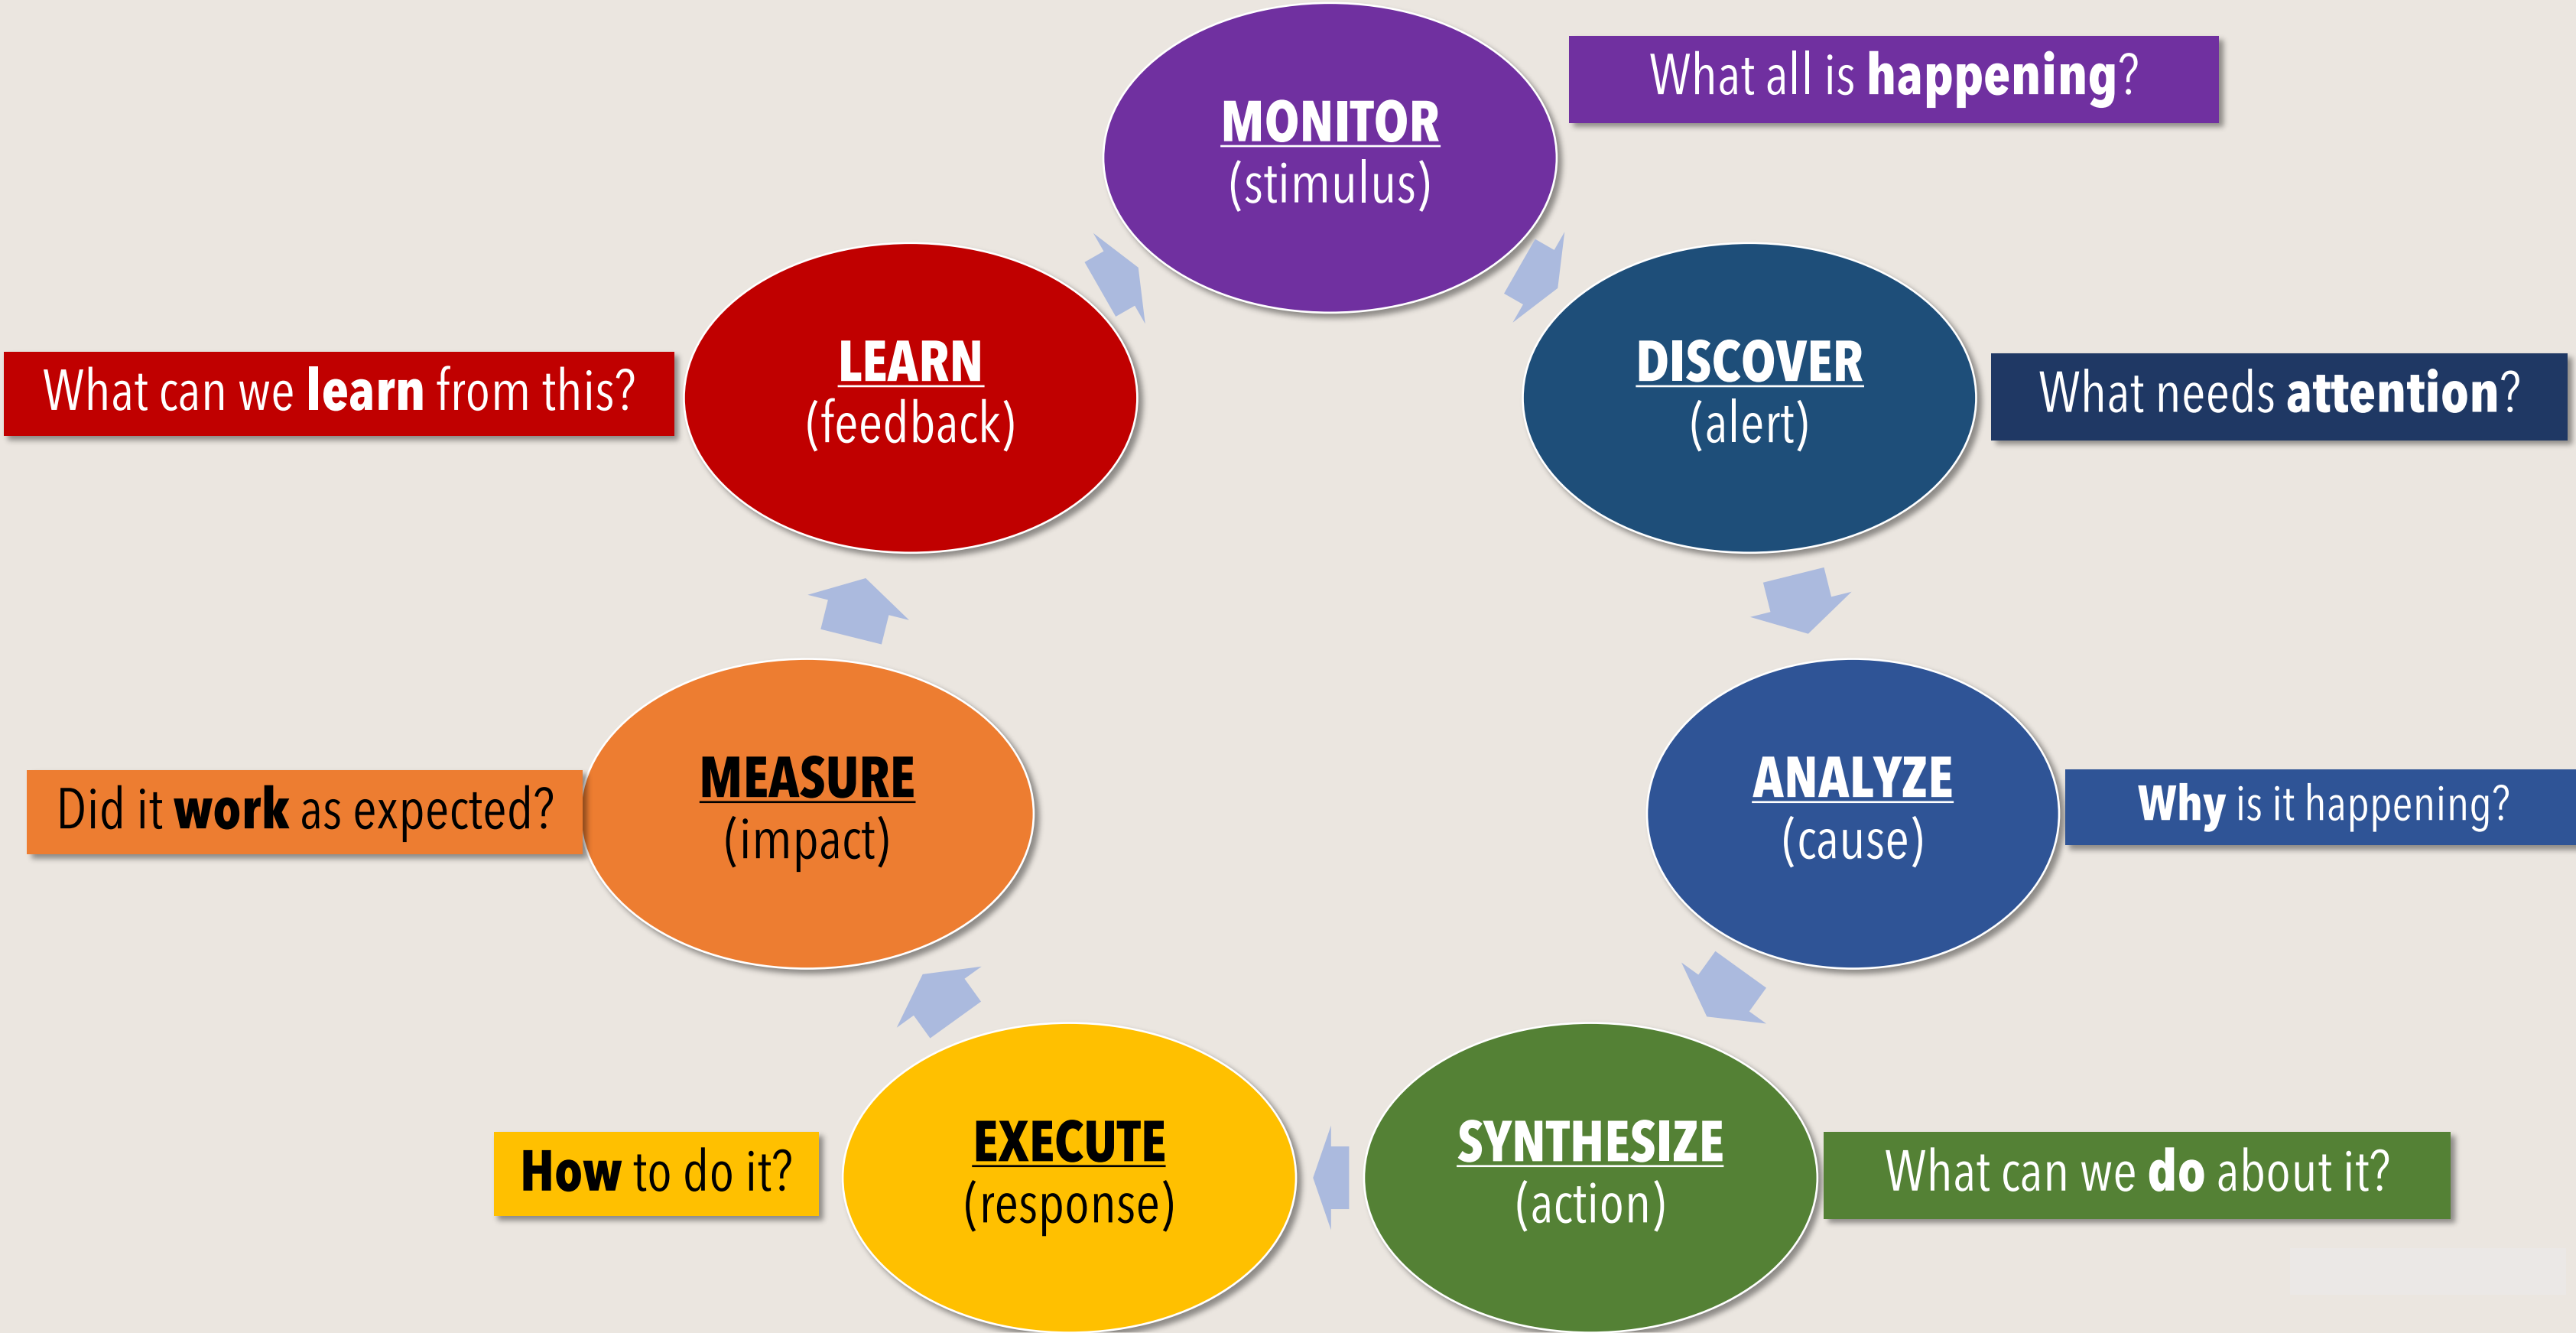 MONITOR
(stimulus)
What all is happening?
DISCOVER
(alert)
What needs attention?
ANALYZE
(cause)
Why is it happening?
SYNTHESIZE
(action)
What can we do about it?
EXECUTE
(response)
How to do it?
MEASURE
(impact)
Did it work as expected?
LEARN
(feedback)
What can we learn from this?